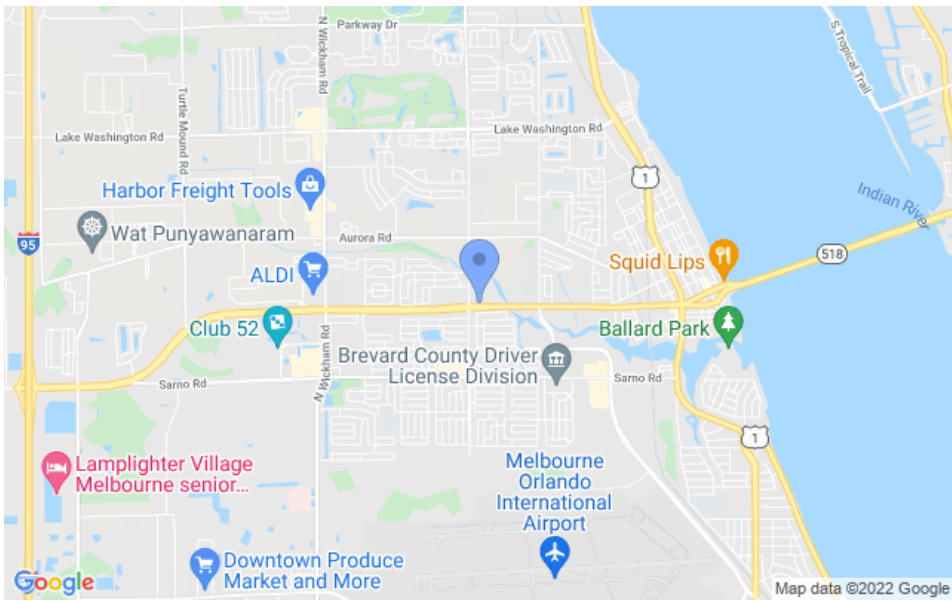 Parkway Dr
N Wickham Rd
S Tropical Trail
Turtle Mound Rd
Lake Washington Rd
Lake Washington Rd
1
Harbor Freight Tools
Indian River
Wat Punyawanaram
95
Aurora Rd
518
Squid Lips
ALDI
Club 52
Ballard Park
Brevard County Driver
License Division
N Wickham Rd
Sarno Rd
Sarno Rd
1
Lamplighter Village
Melbourne senior...
Melbourne
Orlando
International
Airport
Downtown Produce
Market and More
Google
Map data ©2022 Google